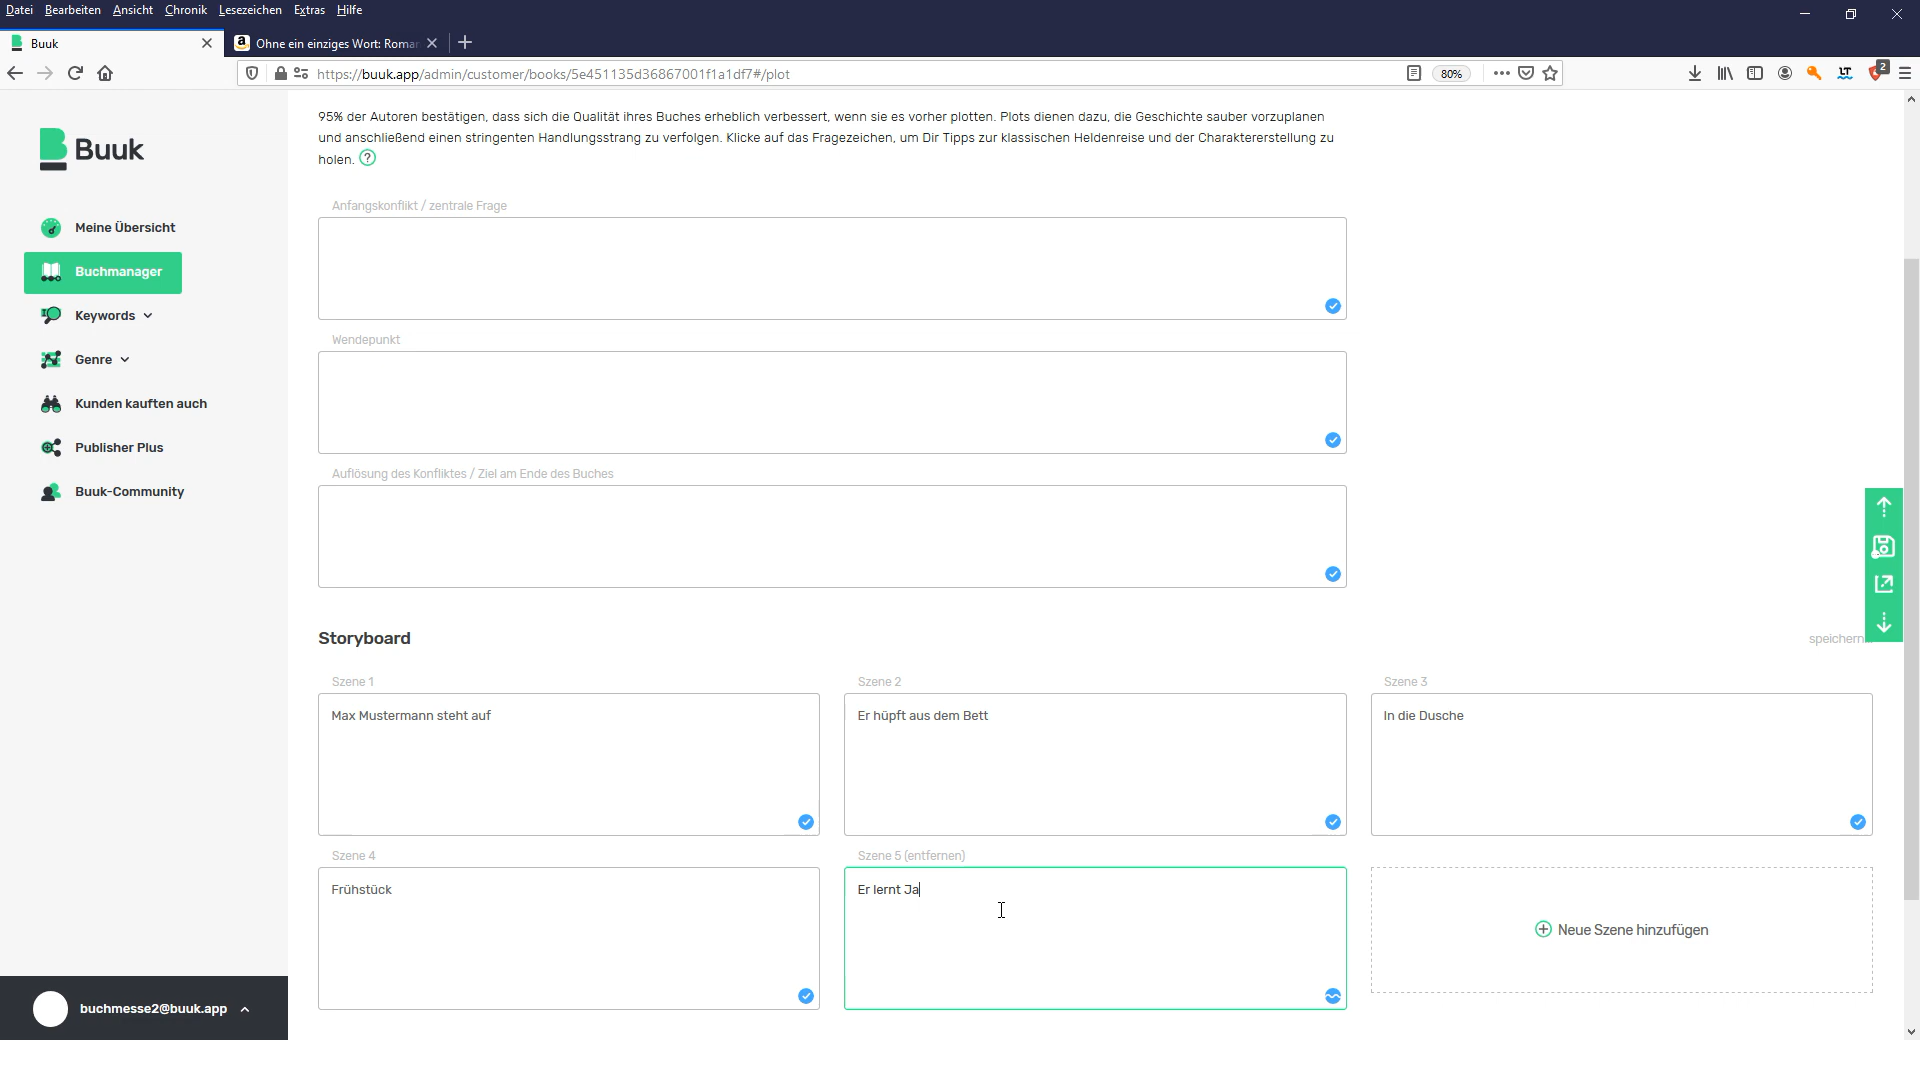 Datei Bearbeiten Ansicht Chronik Lesezeichen Extras Hilfe
Buuk
Ohne ein einziges Wort: Roma
https://buuk.app/admin/customer/books/5e451135d36867001f1a1df7#/plot
80%
LT
2
Buuk
Meine Übersicht
Buchmanager
Keywords
Genre
Kunden kauften auch
Publisher Plus
Buuk-Community
buchmesse2@buuk.app
95% der Autoren bestätigen, dass sich die Qualität ihres Buches erheblich verbessert, wenn sie es vorher plotten. Plots dienen dazu, die Geschichte sauber vorzuplanen
und anschließend einen stringenten Handlungsstrang zu verfolgen. Klicke auf das Fragezeichen, um Dir Tipps zur klassischen Heldenreise und der Charaktererstellung zu
holen. ?
Anfangskonflikt / zentrale Frage
Wendepunkt
Auflösung des Konfliktes / Ziel am Ende des Buches
Storyboard
speichern
Szene 1
Szene 2
Szene 3
Max Mustermann steht auf
Er hüpft aus dem Bett
In die Dusche
Szene 4
Szene 5 (entfernen)
Frühstück
Er lernt Ja
Neue Szene hinzufügen